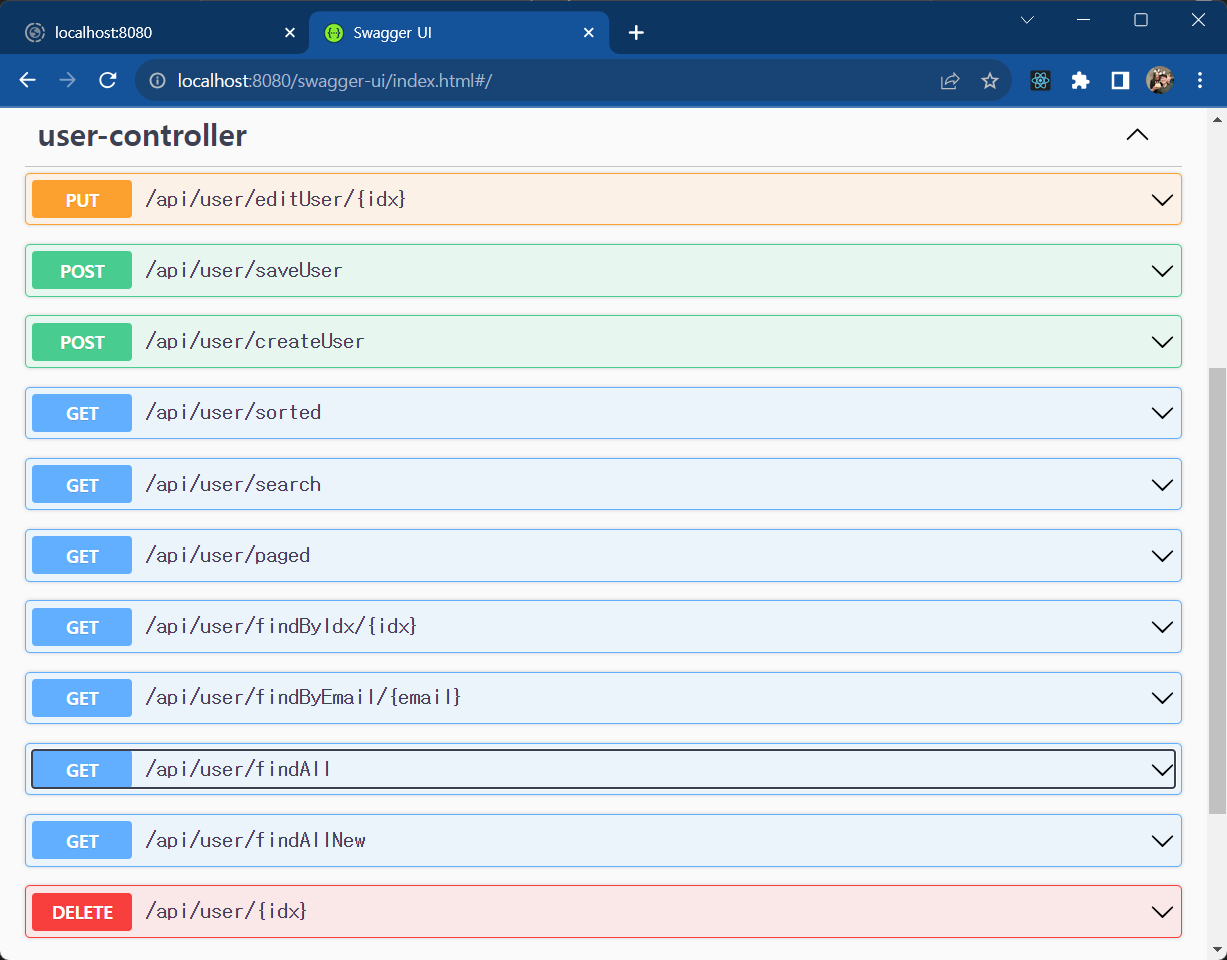 localhost:8080
Swagger UI
localhost:8080/swagger-ui/index.html#/
user-controller
PUT /api/user/editUser/{idx}
POST /api/user/saveUser
POST /api/user/createUser
GET /api/user/sorted
GET /api/user/search
GET /api/user/paged
GET /api/user/findByIdx/{idx}
GET /api/user/findByEmail/{email}
GET /api/user/findAll
GET /api/user/findAllNew
DELETE /api/user/{idx}